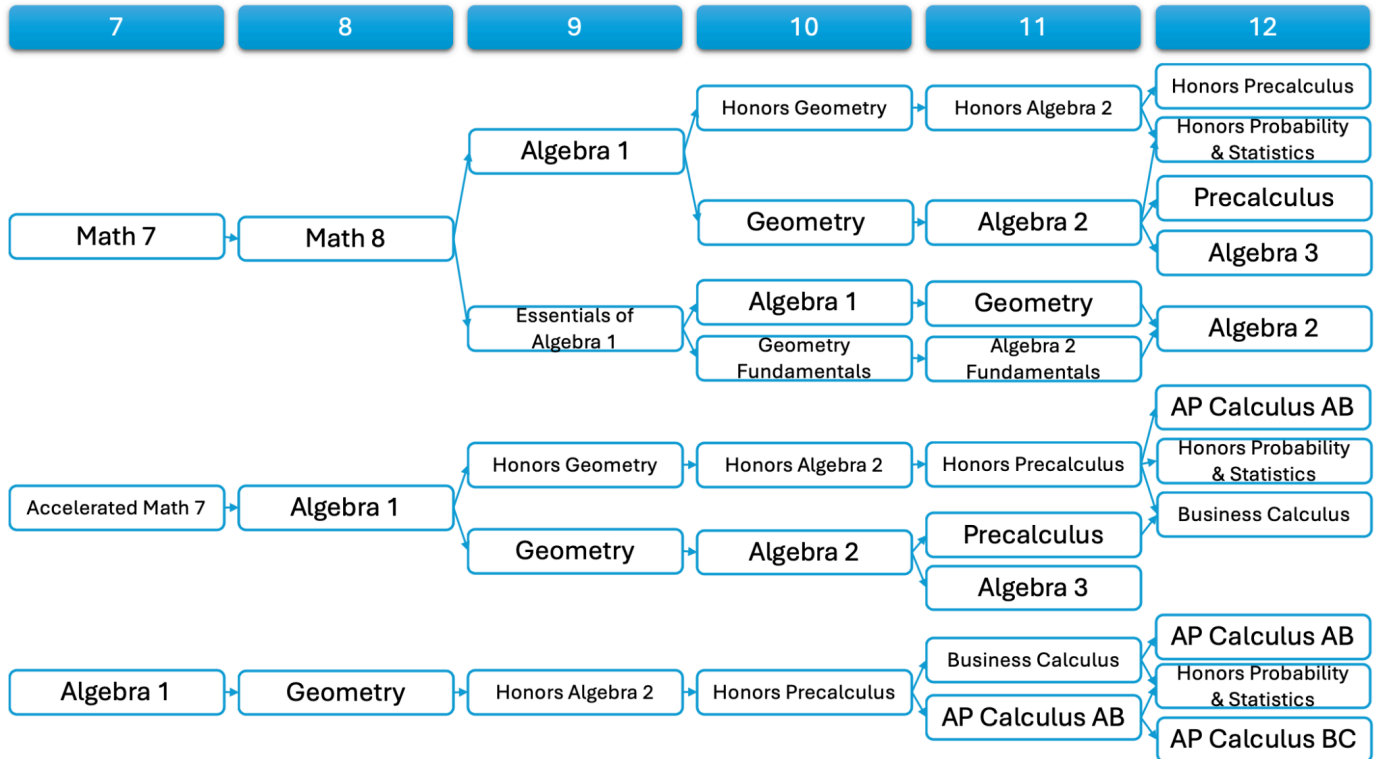 7
8
9
10
11
12
Honors Precalculus
Honors Geometry
Honors Algebra 2
Honors Probability
& Statistics
Algebra 1
Precalculus
Math 7
Math 8
Geometry
Algebra 2
Algebra 3
Essentials of
Algebra 1
Algebra 1
Geometry
Algebra 2
Geometry
Fundamentals
Algebra 2
Fundamentals
AP Calculus AB
Honors Geometry
Honors Algebra 2
Honors Precalculus
Honors Probability
& Statistics
Accelerated Math 7
Algebra 1
Business Calculus
Geometry
Algebra 2
Precalculus
Algebra 3
AP Calculus AB
Business Calculus
Algebra 1
Geometry
Honors Algebra 2
Honors Precalculus
Honors Probability
& Statistics
AP Calculus AB
AP Calculus BC